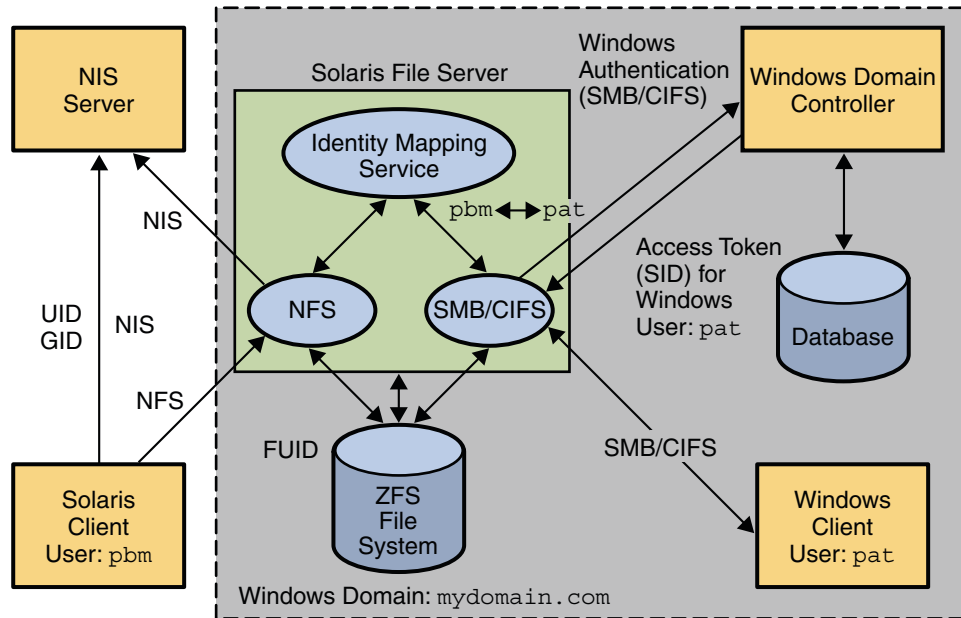 NIS
Server
Solaris File Server
Windows
Authentication
(SMB/CIFS)
Windows Domain
Controller
Identity Mapping
Service
pbm
pat
NIS
NFS
SMB/CIFS
Access Token
(SID) for
Windows
User: pat
Database
UID
GID
NIS
NFS
FUID
ZFS
File
System
SMB/CIFS
Solaris
Client
User: pbm
Windows
Client
User: pat
Windows Domain: mydomain.com